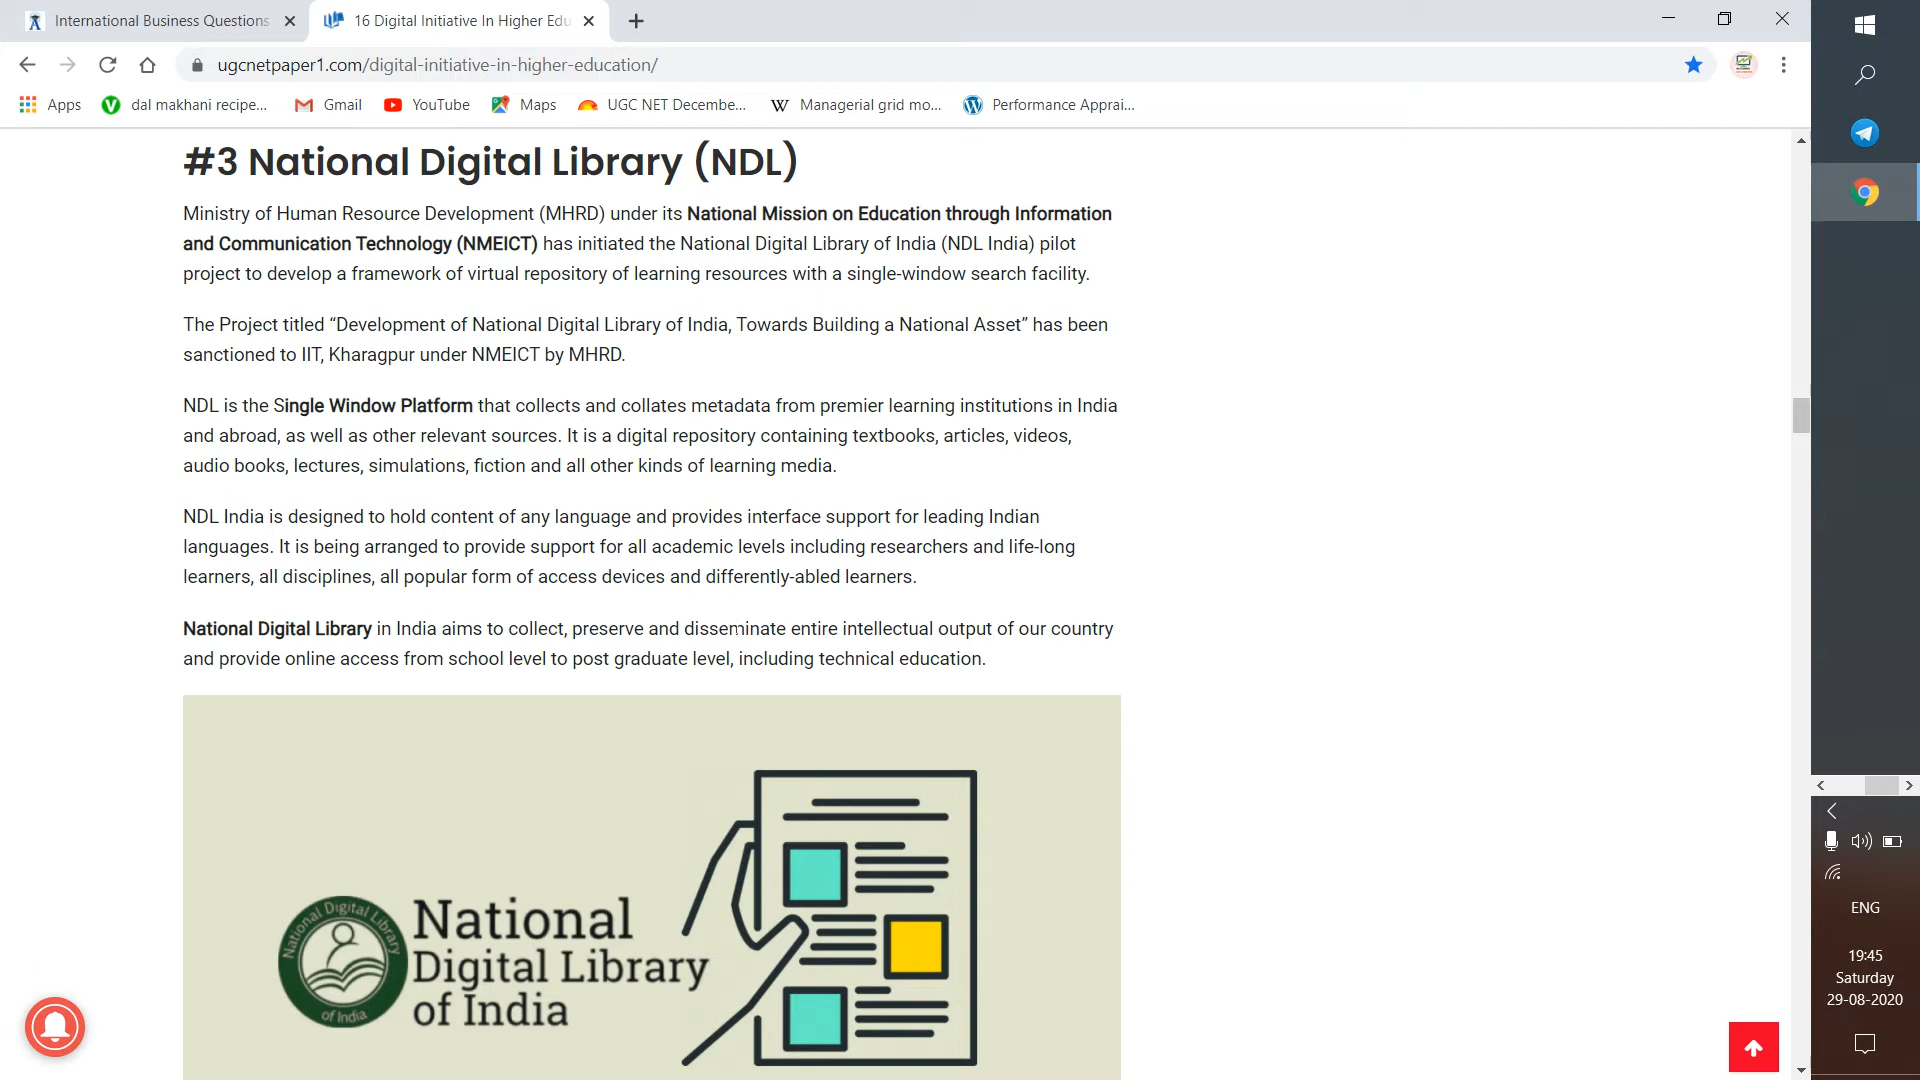 International Business Questions
16 Digital Initiative In Higher Edu
ugcnetpaper1.com/digital-initiative-in-higher-education/
Apps
dal makhani recipe...
Gmail
YouTube
Maps
UGC NET Decembe...
W
Managerial grid mo...
Performance Apprai...
#3 National Digital Library (NDL)
Ministry of Human Resource Development (MHRD) under its National Mission on Education through Information
and Communication Technology (NMEICT) has initiated the National Digital Library of India (NDL India) pilot
project to develop a framework of virtual repository of learning resources with a single-window search facility.
The Project titled “Development of National Digital Library of India, Towards Building a National Asset” has been
sanctioned to IIT, Kharagpur under NMEICT by MHRD.
NDL is the Single Window Platform that collects and collates metadata from premier learning institutions in India
and abroad, as well as other relevant sources. It is a digital repository containing textbooks, articles, videos,
audio books, lectures, simulations, fiction and all other kinds of learning media.
NDL India is designed to hold content of any language and provides interface support for leading Indian
languages. It is being arranged to provide support for all academic levels including researchers and life-long
learners, all disciplines, all popular form of access devices and differently-abled learners.
National Digital Library in India aims to collect, preserve and disseminate entire intellectual output of our country
and provide online access from school level to post graduate level, including technical education.
National Digital Library
of India
National
Digital Library
of India
ENG
19:45
Saturday
29-08-2020